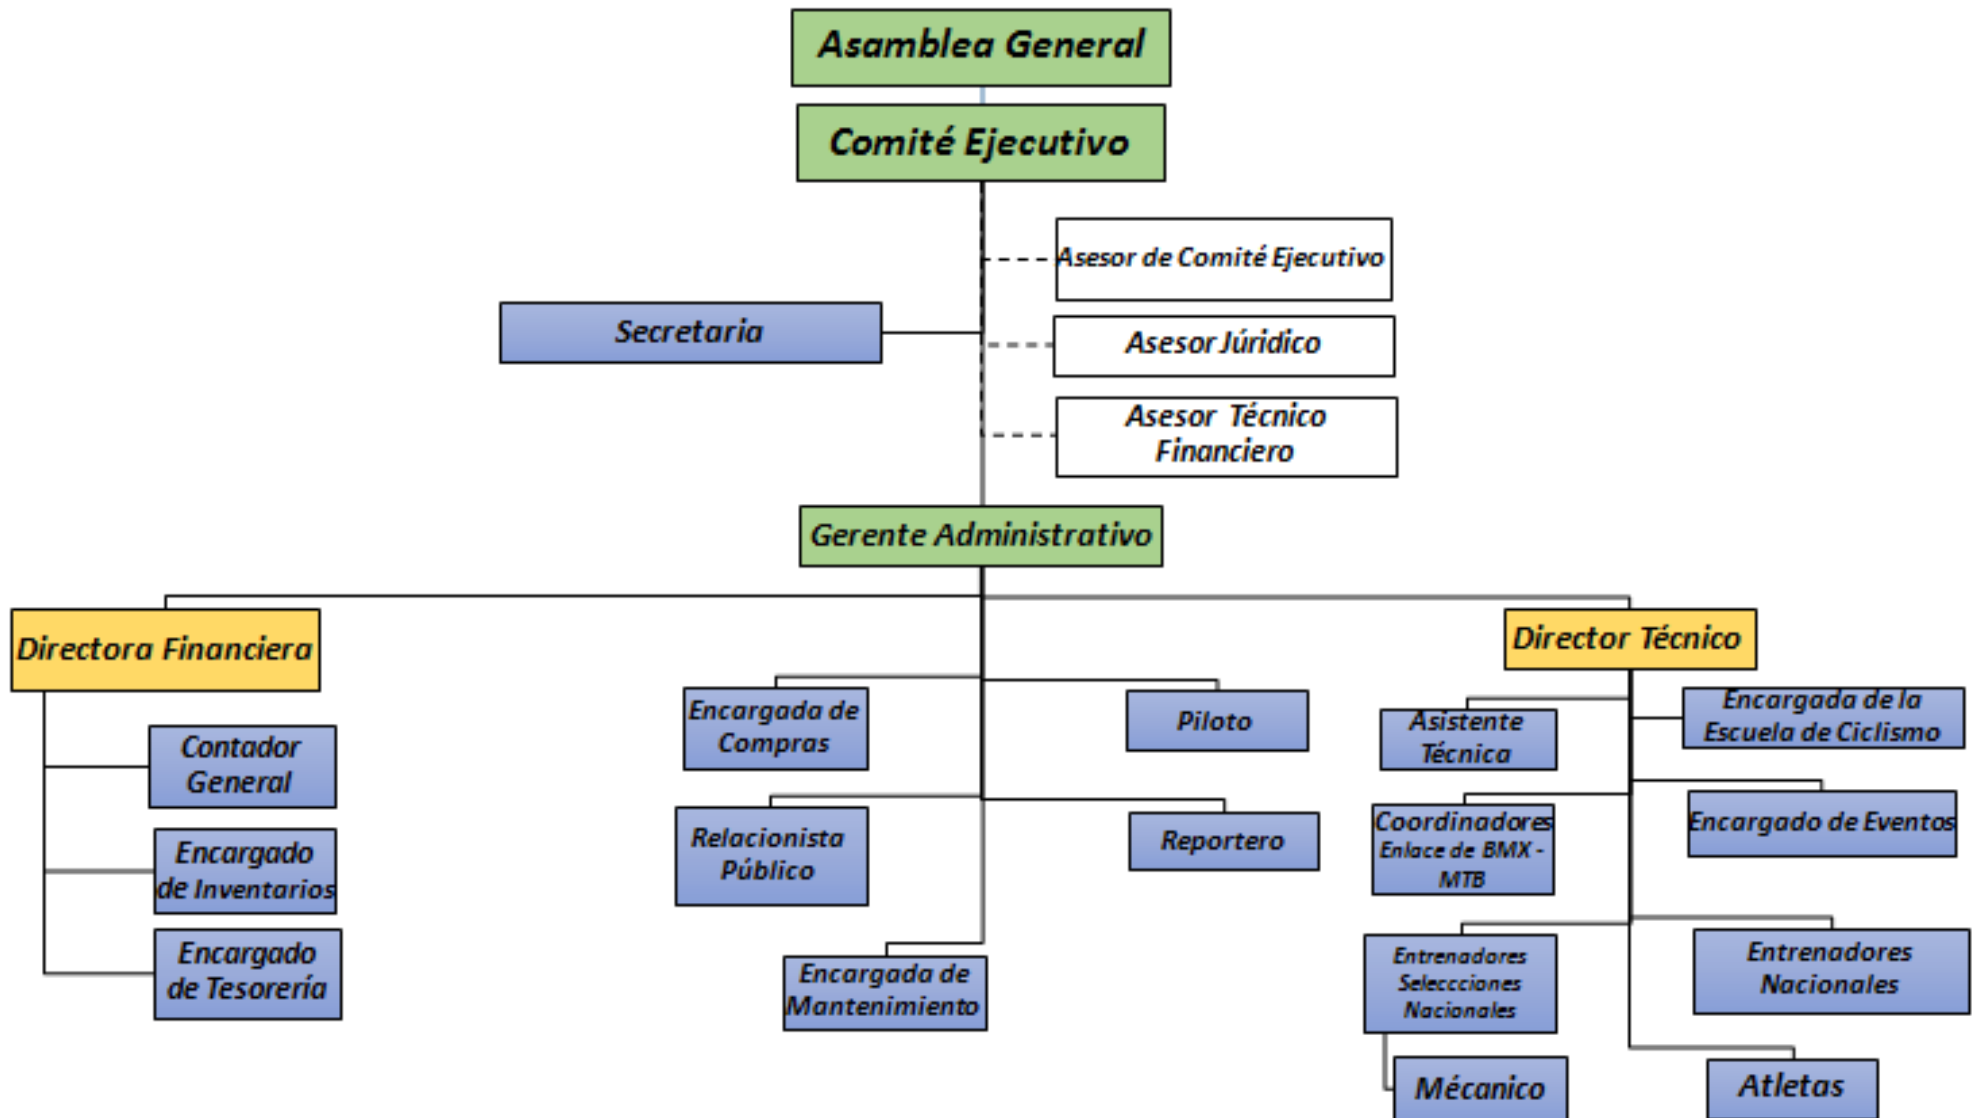 Asamblea General
Comité Ejecutivo
Asesor de Comité Ejecutivo
Secretaria
Asesor Júridico
Asesor Técnico
Financiero
Gerente Administrativo
Directora Financiera
Director Técnico
Contador
General
Encargado
de Inventarios
Encargado
de Tesorería
Encargada de
Compras
Piloto
Relacionista
Público
Reportero
Encargada de
Mantenimiento
Asistente
Técnica
Encargada de la
Escuela de Ciclismo
Coordinadores
Enlace de BMX -
MTB
Encargado de Eventos
Entrenadores
Seleccciones
Nacionales
Entrenadores
Nacionales
Mécanico
Atletas